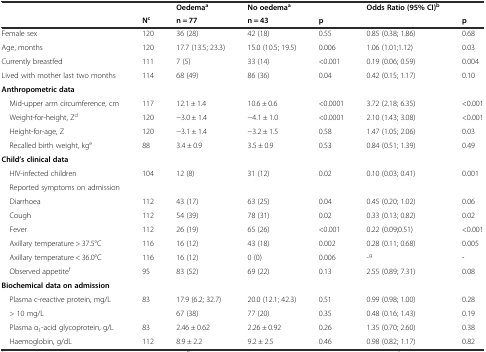 Oedema^a No oedema^a Odds Ratio (95% CI)^b
N^c n = 77 n = 43 p p
Female sex 120 36 (28) 42 (18) 0.55 0.85 (0.38; 1.86) 0.68
Age, months 120 17.7 (13.5; 23.3) 15.0 (10.5; 19.5) 0.006 1.06 (1.01;1.12) 0.03
Currently breastfed 111 7 (5) 33 (14) <0.001 0.19 (0.06; 0.59) 0.004
Lived with mother last two months 114 68 (49) 86 (36) 0.04 0.42 (0.15; 1.17) 0.10
Anthropometric data
Mid-upper arm circumference, cm 117 12.1 ± 1.4 10.6 ± 0.6 <0.0001 3.72 (2.18; 6.35) <0.001
Weight-for-height, Z^d 120 −3.0 ± 1.4 −4.1 ± 1.0 <0.0001 2.10 (1.43; 3.08) <0.001
Height-for-age, Z 120 −3.1 ± 1.4 −3.2 ± 1.5 0.58 1.47 (1.05; 2.06) 0.03
Recalled birth weight, kg^e 88 3.4 ± 0.9 3.5 ± 0.9 0.53 0.84 (0.51; 1.39) 0.49
Child's clinical data
HIV-infected children 104 12 (8) 31 (12) 0.02 0.10 (0.03; 0.41) 0.001
Reported symptoms on admission
Diarrhoea 112 43 (17) 63 (25) 0.04 0.45 (0.20; 1.02) 0.06
Cough 112 54 (39) 78 (31) 0.02 0.33 (0.13; 0.82) 0.02
Fever 112 26 (19) 65 (26) <0.001 0.22 (0.09;0.51) <0.001
Axillary temperature > 37.5°C 116 16 (12) 43 (18) 0.002 0.28 (0.11; 0.68) 0.005
Axillary temperature < 36.0°C 116 16 (12) 0 (0) 0.006 -^g -
Observed appetite^f 95 83 (52) 69 (22) 0.13 2.55 (0.89; 7.31) 0.08
Biochemical data on admission
Plasma c-reactive protein, mg/L 83 17.9 (6.2; 32.7) 20.0 (12.1; 42.3) 0.51 0.99 (0.98; 1.00) 0.28
> 10 mg/L 67 (38) 77 (20) 0.35 0.48 (0.16; 1.43) 0.19
Plasma α₁-acid glycoprotein, g/L 83 2.46 ± 0.62 2.26 ± 0.92 0.26 1.35 (0.70; 2.60) 0.38
Haemoglobin, g/dL 112 8.9 ± 2.2 9.2 ± 2.5 0.46 0.98 (0.82; 1.17) 0.82